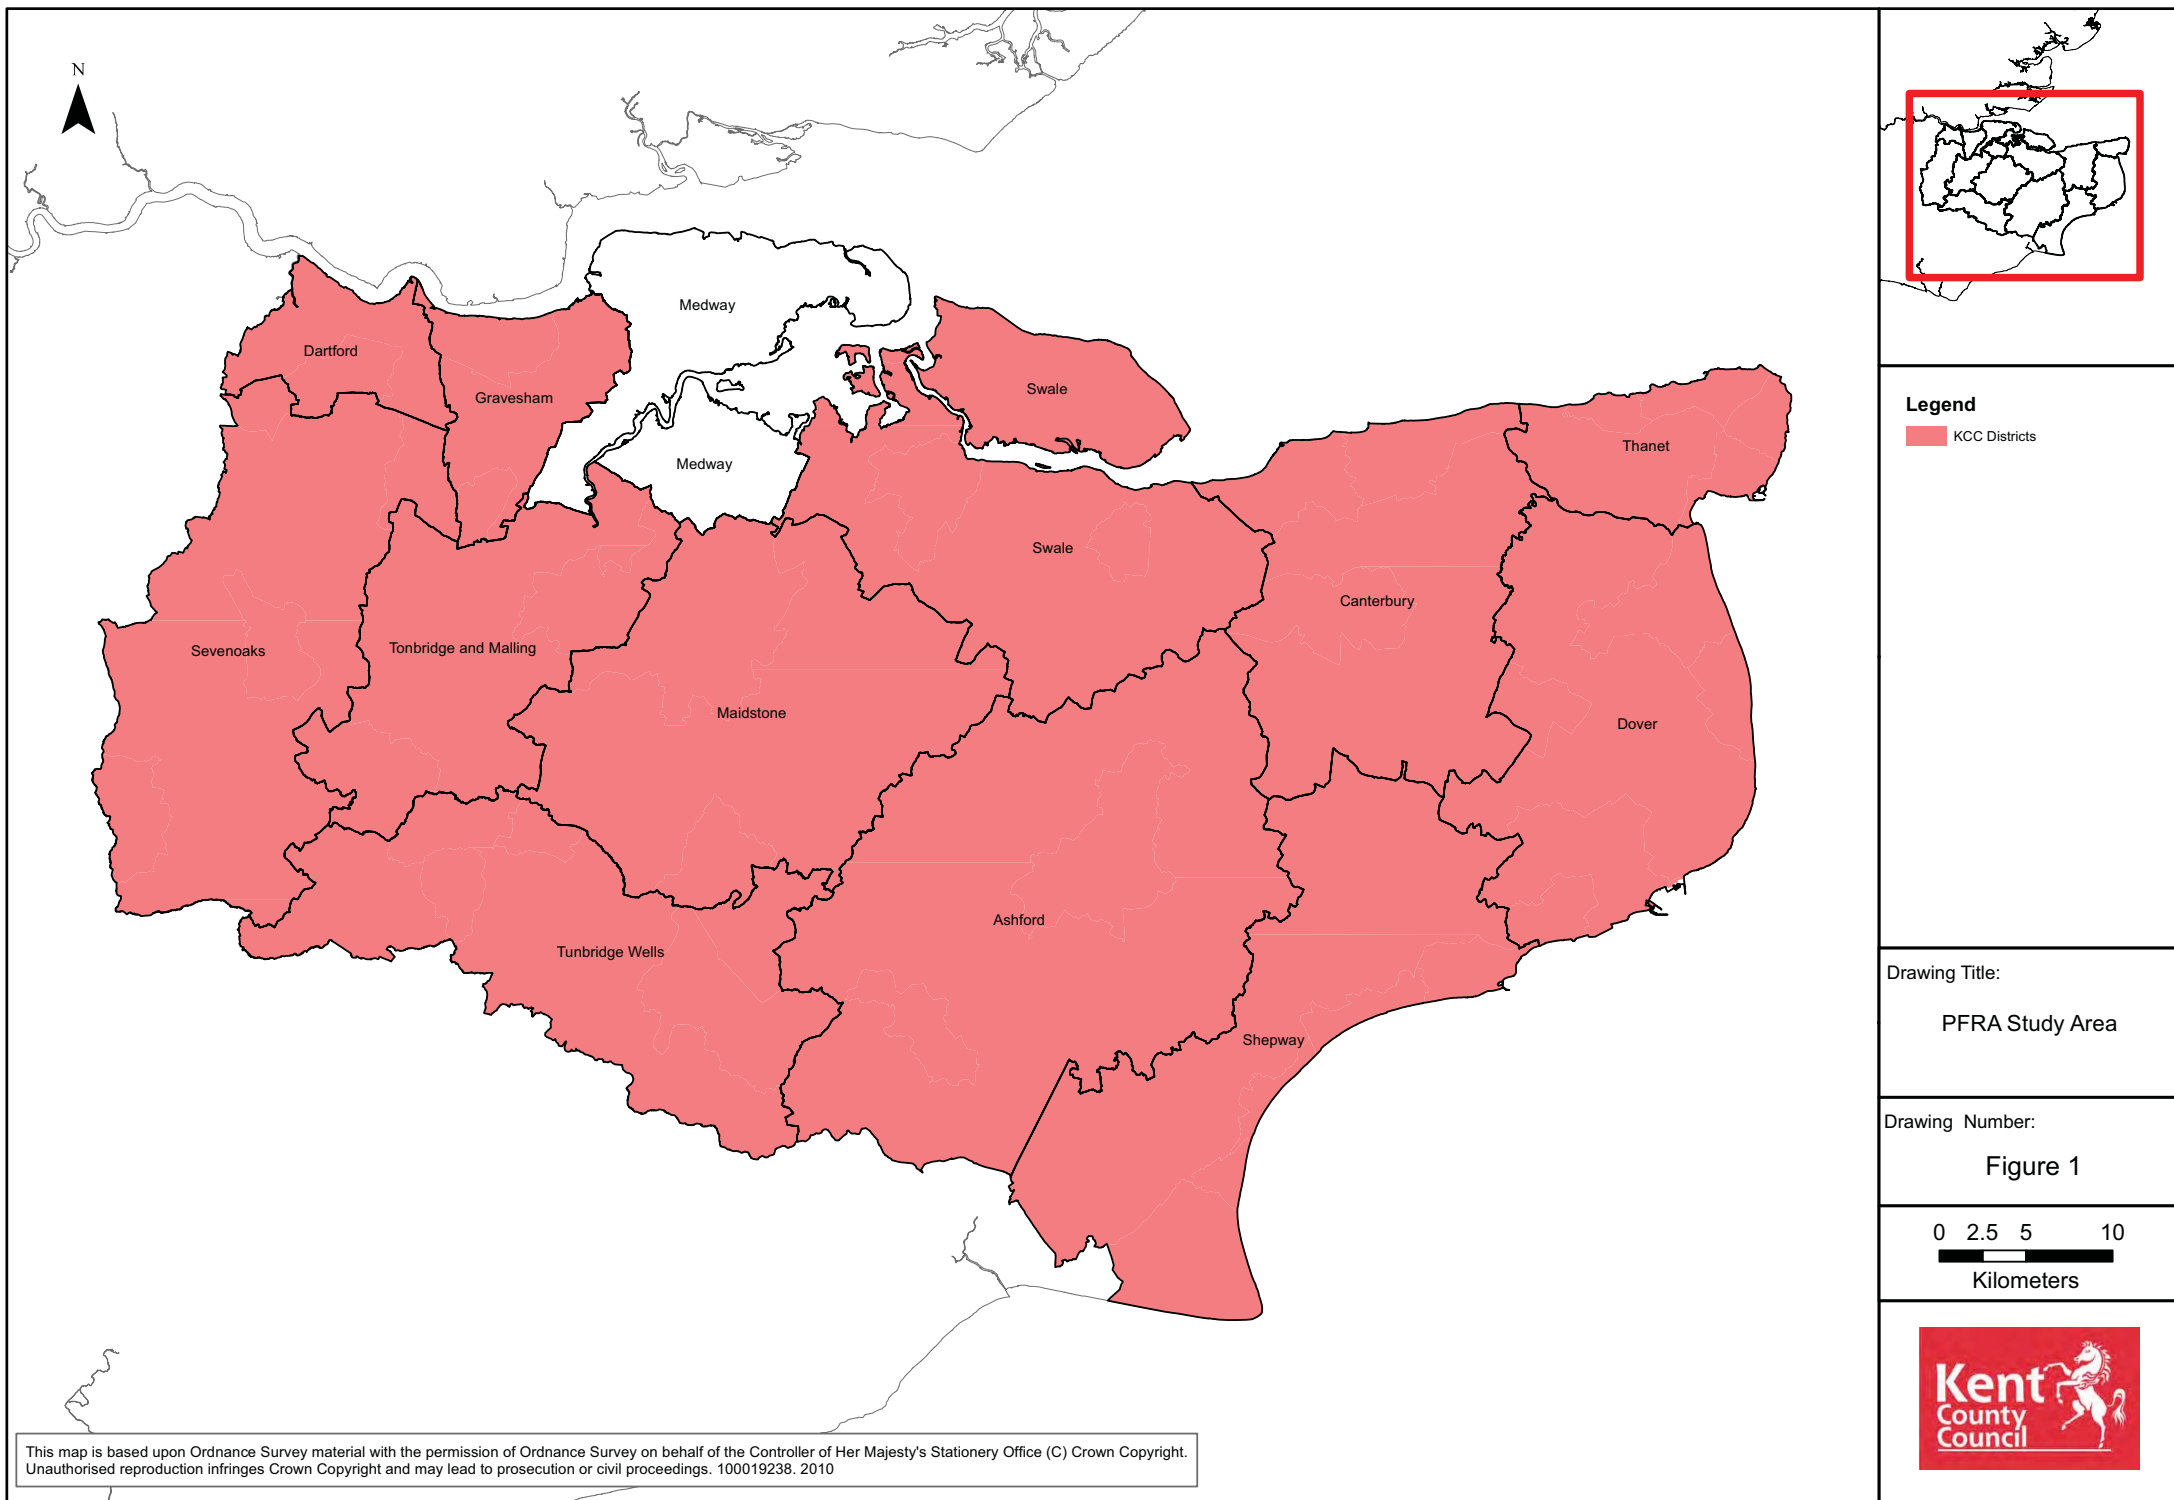 N
Medway
Dartford
Gravesham
Swale
Medway
Thanet
Swale
Canterbury
Sevenoaks
Tonbridge and Malling
Maidstone
Dover
Ashford
Tunbridge Wells
Shepway
This map is based upon Ordnance Survey material with the permission of Ordnance Survey on behalf of the Controller of Her Majesty's Stationery Office (C) Crown Copyright.
Unauthorised reproduction infringes Crown Copyright and may lead to prosecution or civil proceedings. 100019238. 2010
Legend
KCC Districts
Drawing Title:
PFRA Study Area
Drawing Number:
Figure 1
0 2.5 5 10
Kilometers
Kent
County
Council